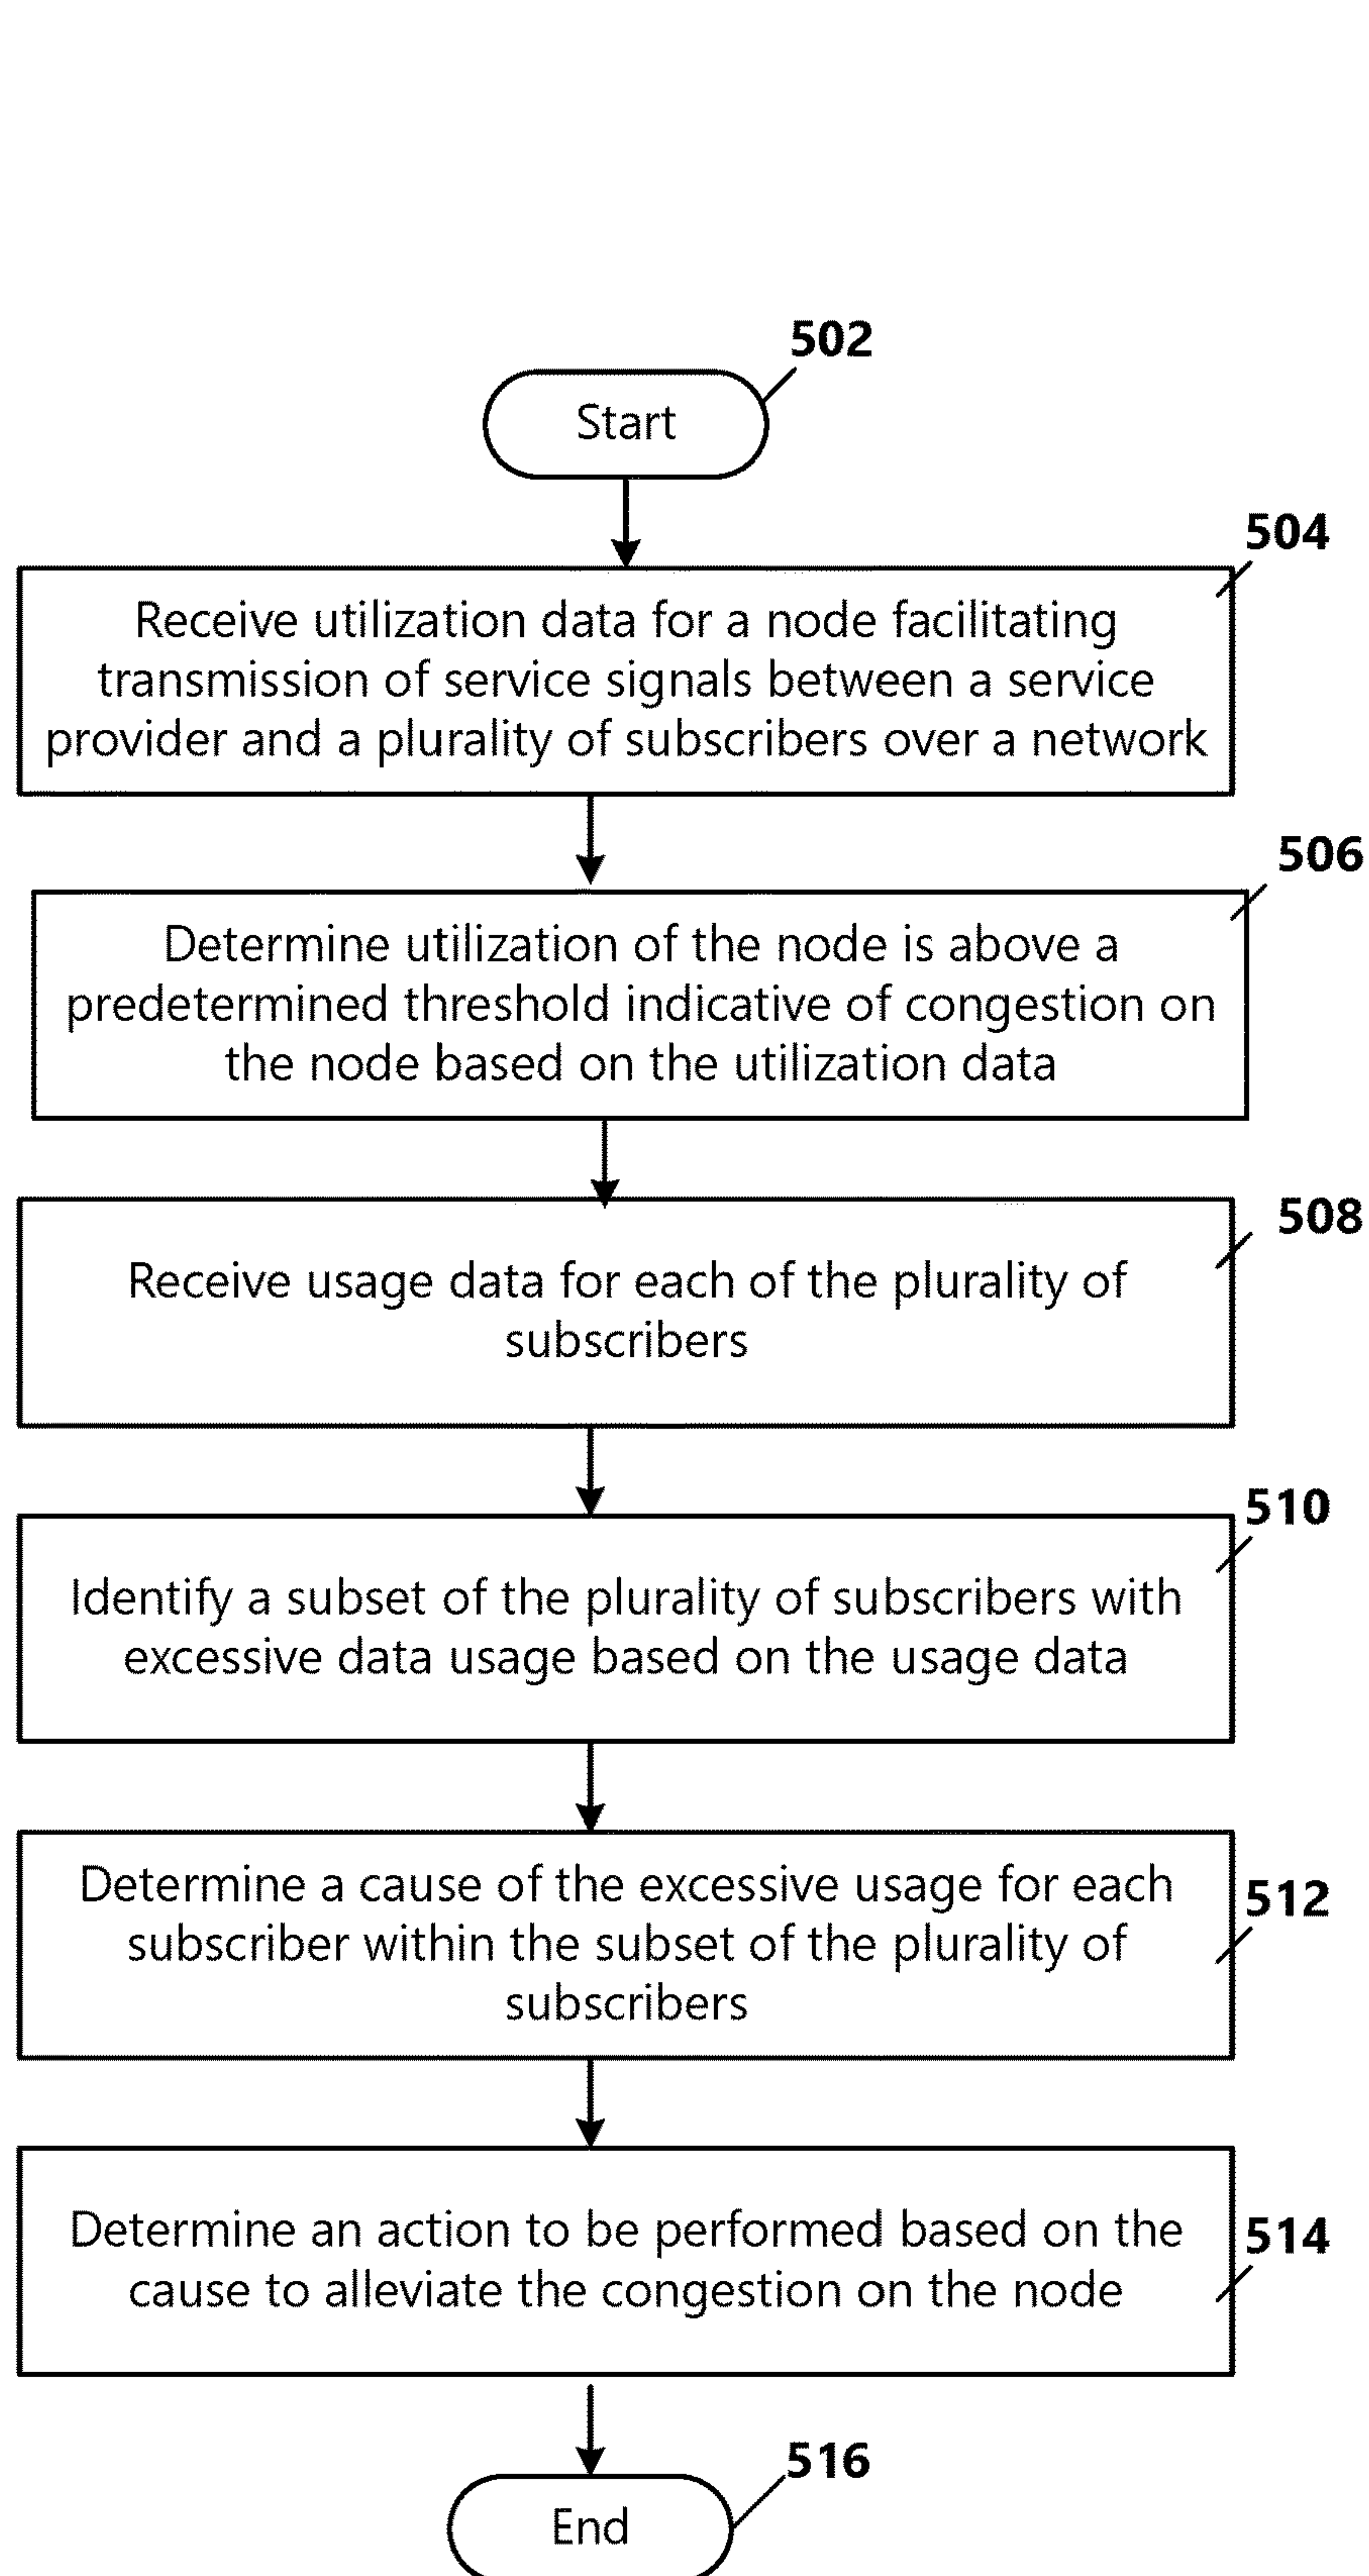 502
Start
504
Receive utilization data for a node facilitating
transmission of service signals between a service
provider and a plurality of subscribers over a network
506
Determine utilization of the node is above a
predetermined threshold indicative of congestion on
the node based on the utilization data
508
Receive usage data for each of the plurality of
subscribers
510
Identify a subset of the plurality of subscribers with
excessive data usage based on the usage data
512
Determine a cause of the excessive usage for each
subscriber within the subset of the plurality of
subscribers
514
Determine an action to be performed based on the
cause to alleviate the congestion on the node
516
End